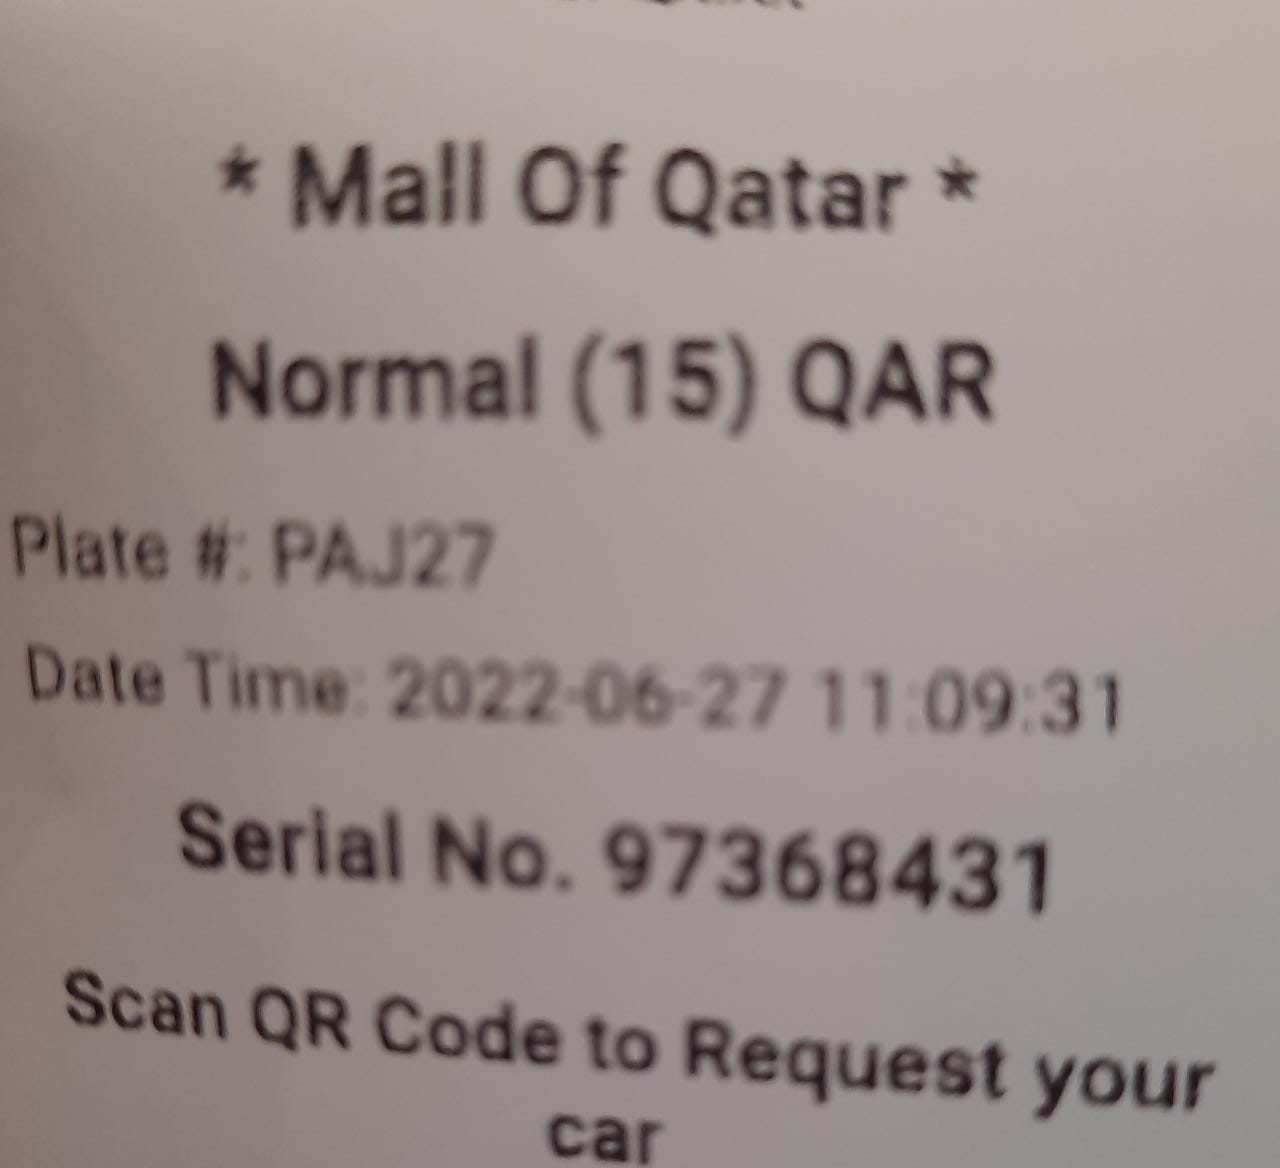 * Mall Of Qatar *
Normal (15) QAR
Plate #: PAJ27
Date Time: 2022-06-27 11:09:31
Serial No. 97368431
Scan QR Code to Request your
car